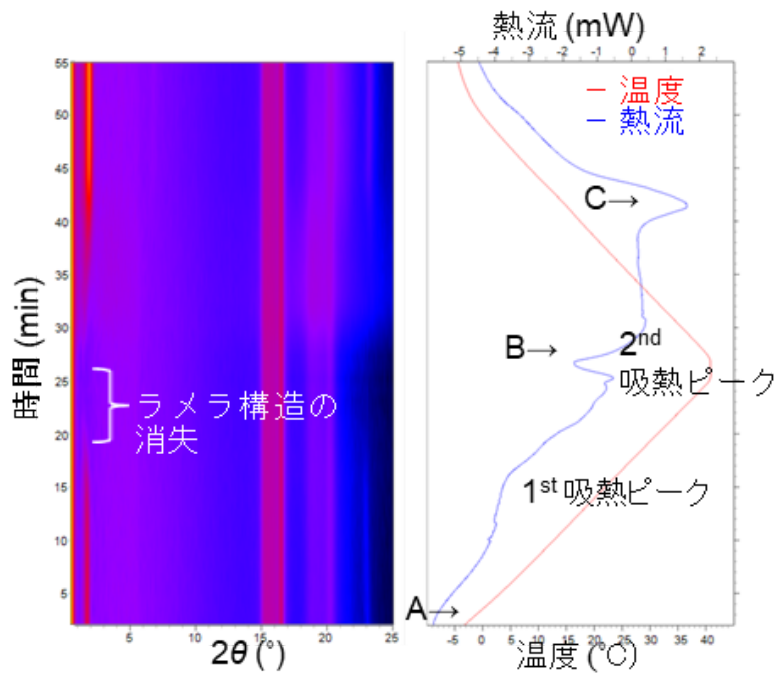 熱流 (mW)
-5 -4 -3 -2 -1 0 1 2
55
50
45
40
35
30
25
20
15
10
5
時間 (min)
ラメラ構造の
消失
5 10 15 20 25
2θ (°)
温度
熱流
C→
B→
2nd
吸熱ピーク
1st 吸熱ピーク
A→
-5 0 5 10 15 20 25 30 35 40
温度 (℃)